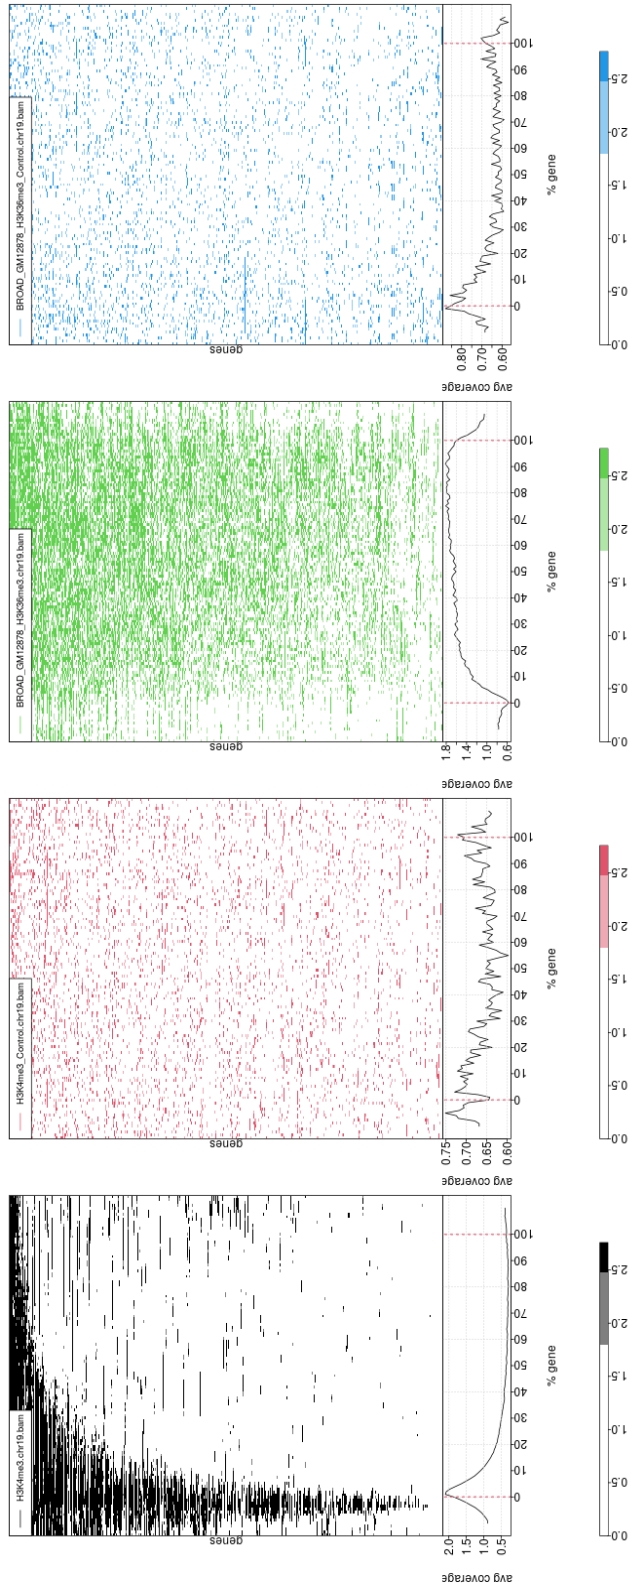 H3K4me3.chr19.bam
genes
avg coverage
2.0
1.5
1.0
0.5
0 10 20 30 40 50 60 70 80 90 100
% gene
0.0 0.5 1.0 1.5 2.0 2.5
H3K4me3_Control.chr19.bam
genes
avg coverage
0.75
0.70
0.65
0.60
0 10 20 30 40 50 60 70 80 90 100
% gene
0.0 0.5 1.0 1.5 2.0 2.5
BROAD_GM12878_H3K36me3.chr19.bam
genes
avg coverage
1.8
1.4
1.0
0.6
0 10 20 30 40 50 60 70 80 90 100
% gene
0.0 0.5 1.0 1.5 2.0 2.5
BROAD_GM12878_H3K36me3_Control.chr19.bam
genes
avg coverage
0.80
0.70
0.60
0 10 20 30 40 50 60 70 80 90 100
% gene
0.0 0.5 1.0 1.5 2.0 2.5